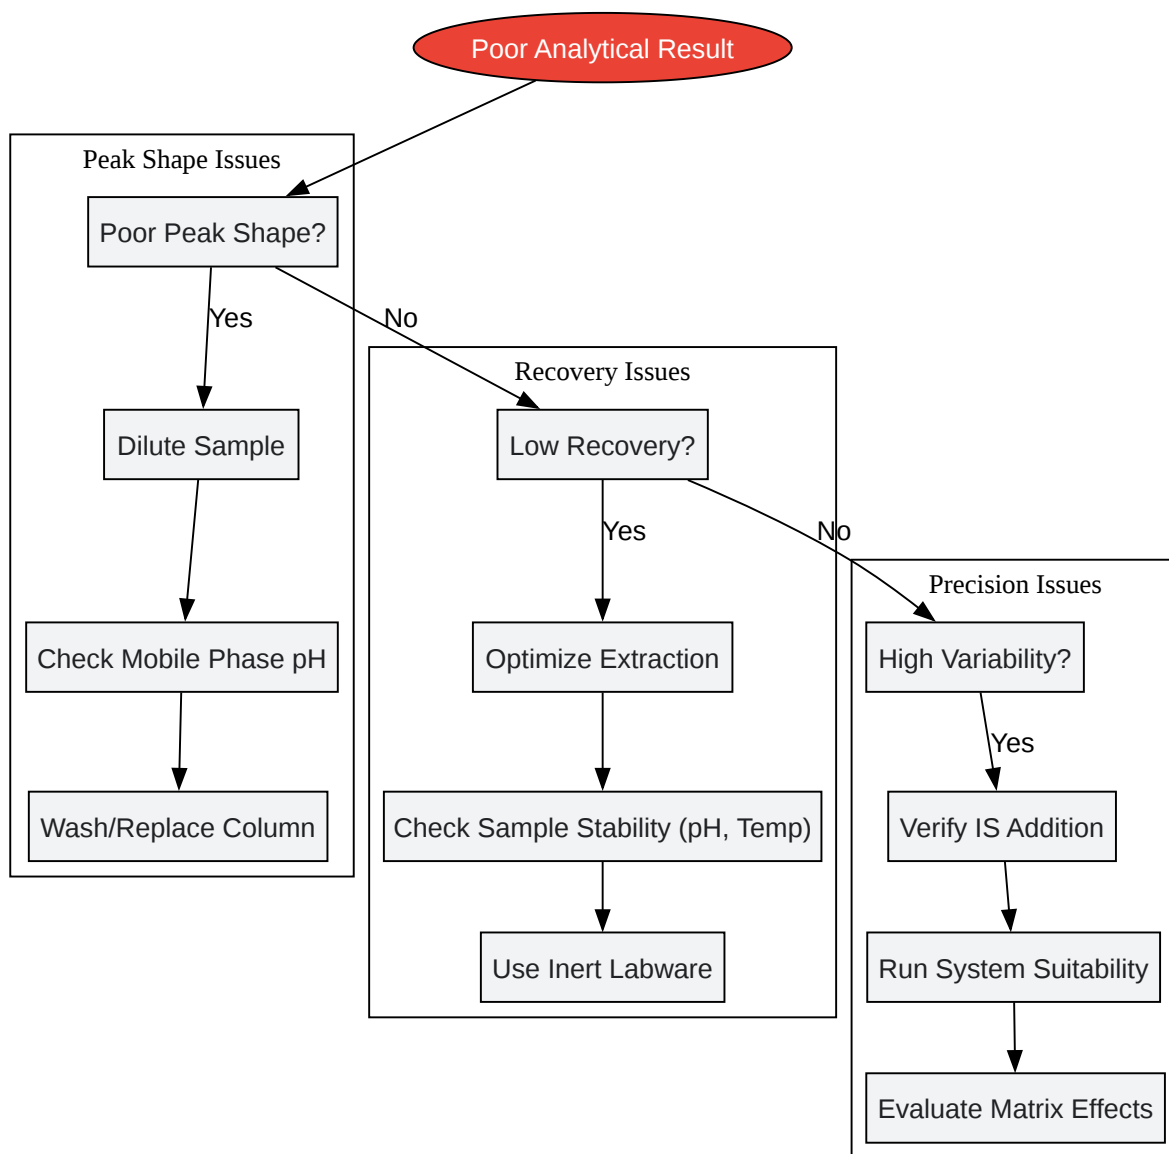 Poor Analytical Result
Peak Shape Issues
Poor Peak Shape?
Yes
No
Dilute Sample
Check Mobile Phase pH
Wash/Replace Column
Recovery Issues
Low Recovery?
Yes
No
Optimize Extraction
Check Sample Stability (pH, Temp)
Use Inert Labware
Precision Issues
High Variability?
Yes
Verify IS Addition
Run System Suitability
Evaluate Matrix Effects